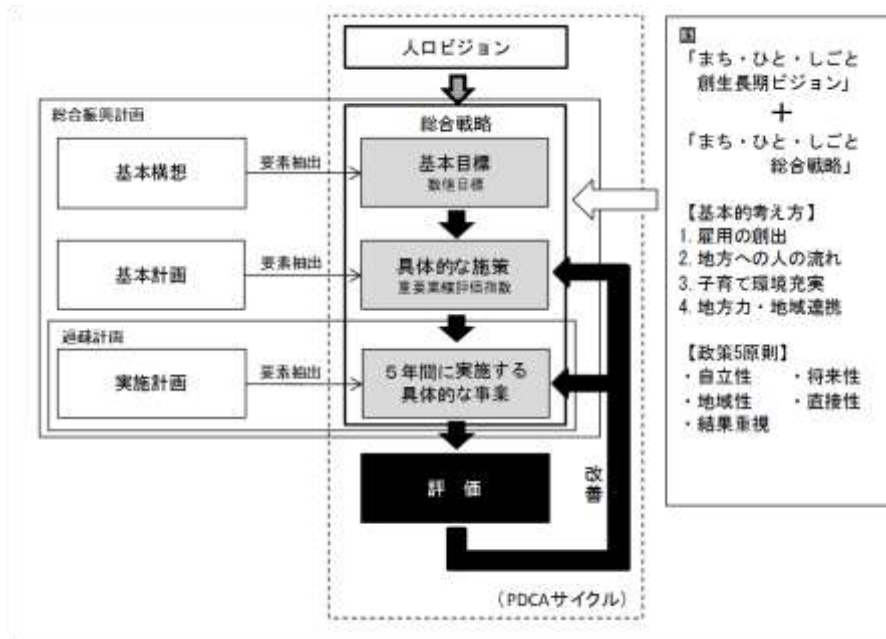 人口ビジョン
総合振興計画
総合戦略
基本構想
要素抽出
基本目標
数値目標
基本計画
要素抽出
具体的な施策
重要業績評価指数
過疎計画
実施計画
要素抽出
5年間に実施する
具体的な事業
評 価
改善
(PDCAサイクル)
国
「まち・ひと・しごと
創生長期ビジョン」
+
「まち・ひと・しごと
総合戦略」
【基本的考え方】
1. 雇用の創出
2. 地方への人の流れ
3. 子育て環境充実
4. 地方力・地域連携
【政策5原則】
・自立性 ・将来性
・地域性 ・直接性
・結果重視